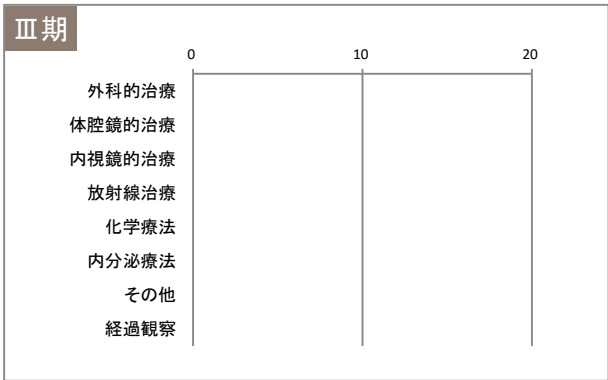 Ⅲ期
0 10 20
外科的治療
体腔鏡的治療
内視鏡的治療
放射線治療
化学療法
内分泌療法
その他
経過観察